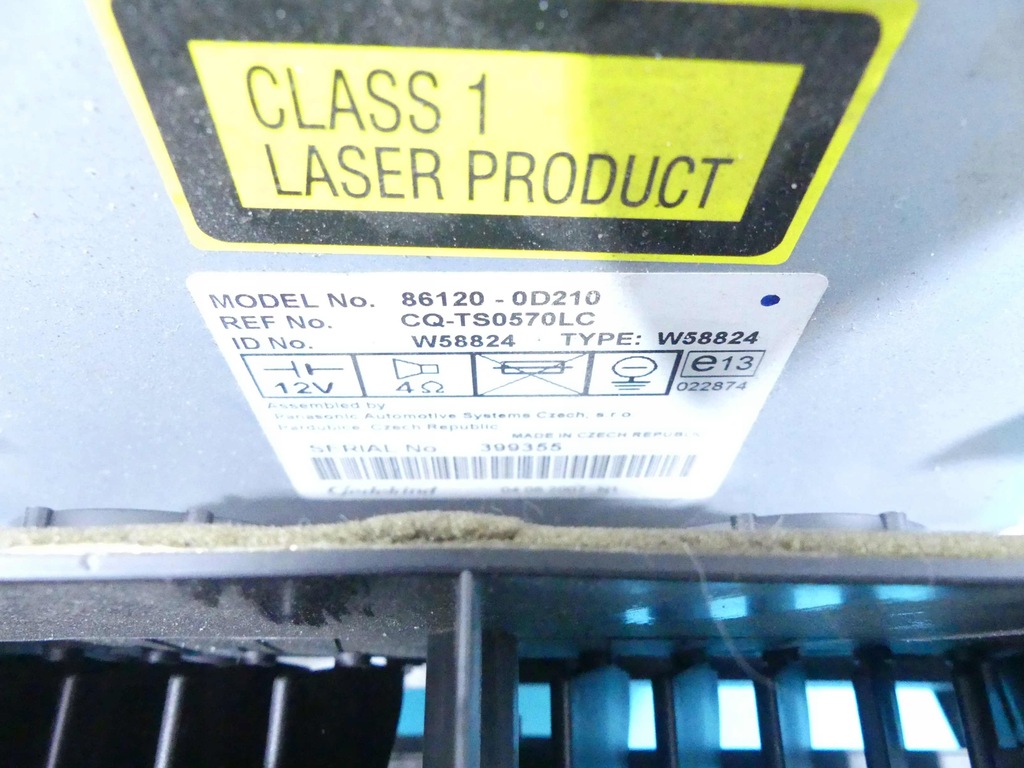 CLASS 1
LASER PRODUCT
MODEL No. 86120 - 0D210
REF No. CQ-TS0570LC
ID No. W58824 TYPE: W58824
12V 4Ω e13
022874
Assembled by
Panasonic Automotive Systems Czech, s.r.o
Pardubice Czech Republic
MADE IN CZECH REPUBLIC
SERIAL No 399355